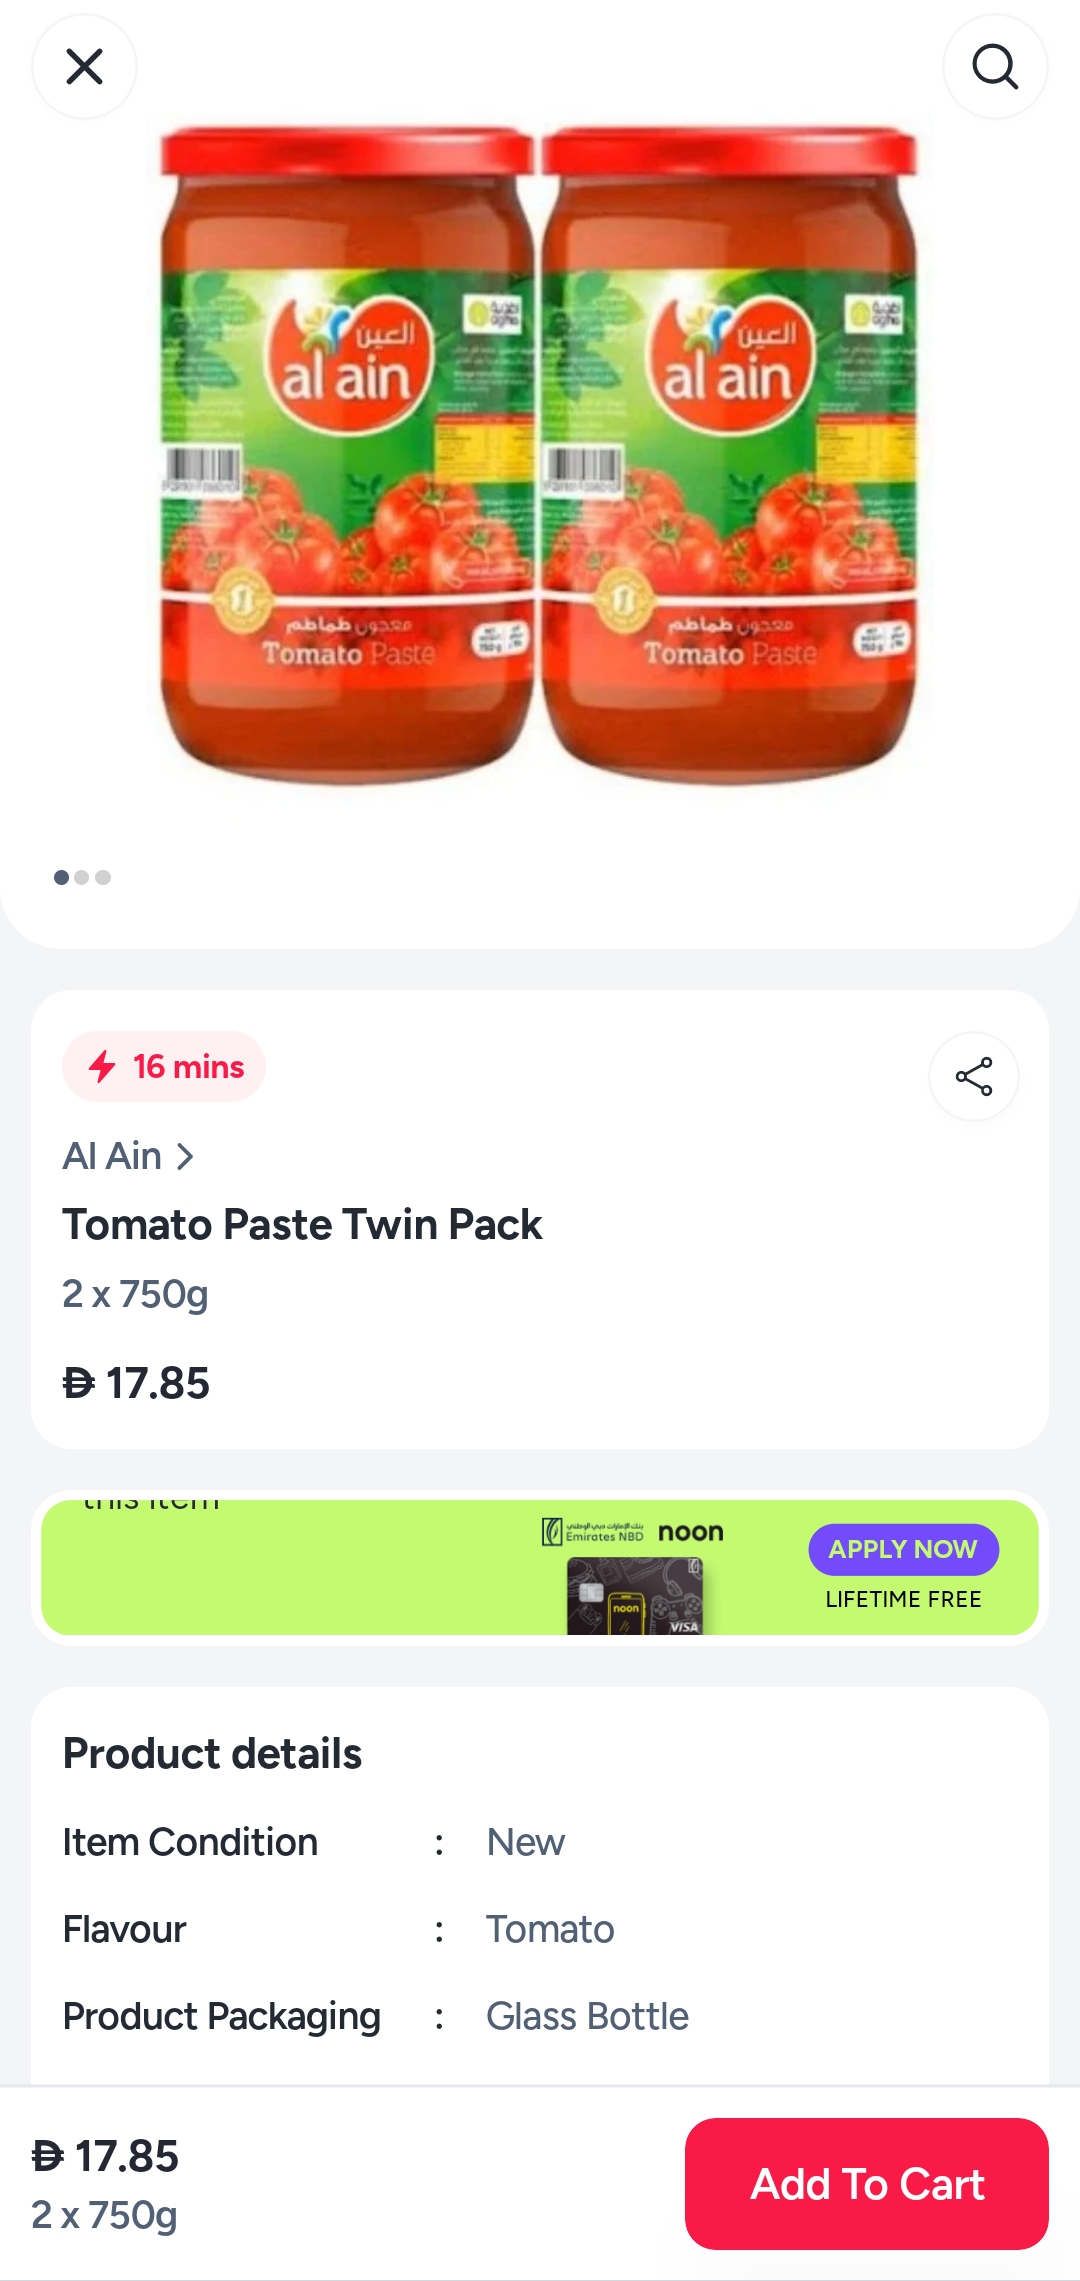 العين
al ain
العين
al ain
معجون طماطم
Tomato Paste
معجون طماطم
Tomato Paste
16 mins
Al Ain
Tomato Paste Twin Pack
2 x 750g
17.85
this item
Emirates NBD
noon
APPLY NOW
noon
VISA
LIFETIME FREE
Product details
Item Condition : New
Flavour : Tomato
Product Packaging : Glass Bottle
17.85
2 x 750g
Add To Cart